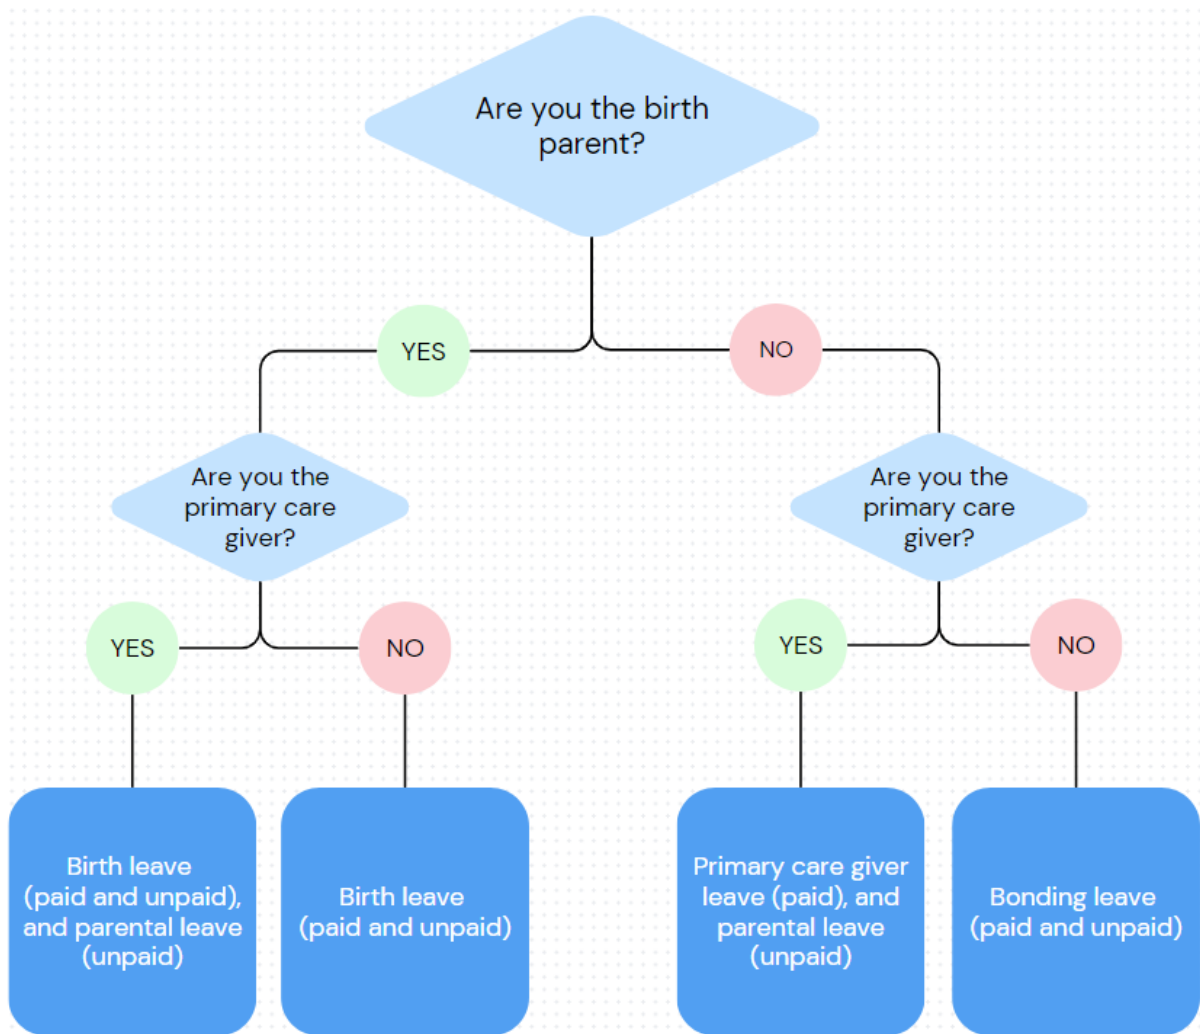 Are you the birth
parent?
YES
NO
Are you the
primary care
giver?
Are you the
primary care
giver?
YES
NO
YES
NO
Birth leave
(paid and unpaid),
and parental leave
(unpaid)
Birth leave
(paid and unpaid)
Primary care giver
leave (paid), and
parental leave
(unpaid)
Bonding leave
(paid and unpaid)